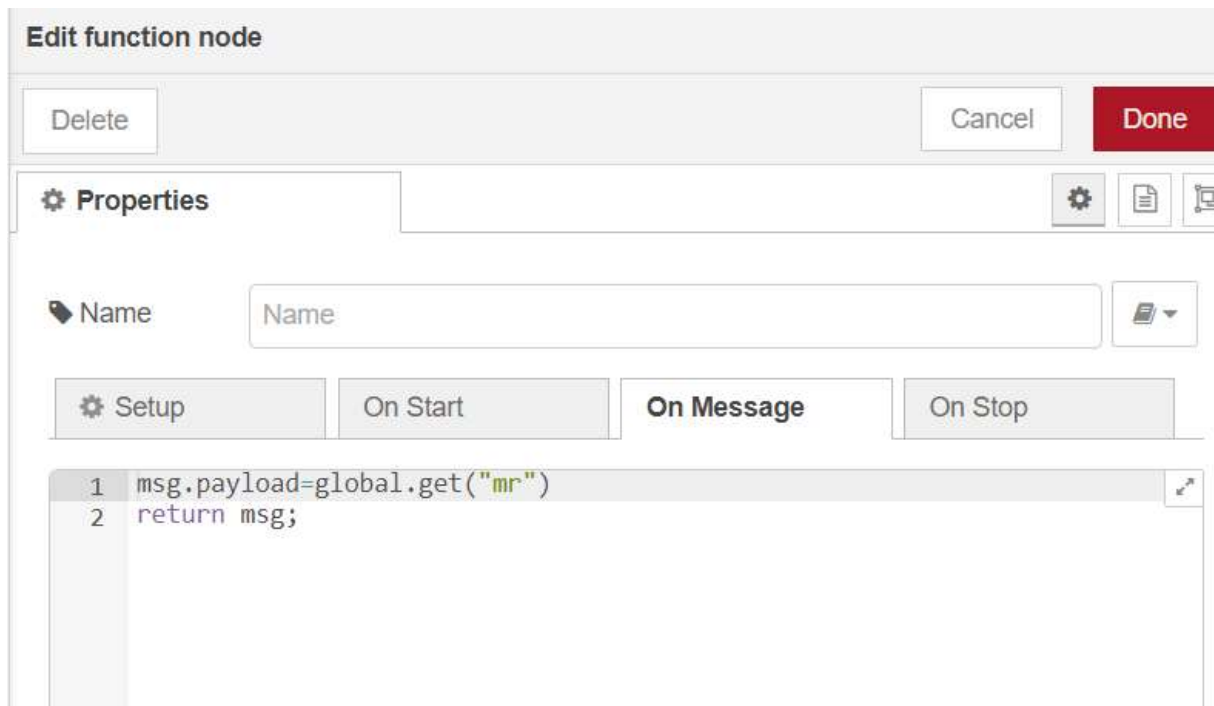 Edit function node
Delete Cancel Done
Properties
Name Name
Setup On Start On Message On Stop
1 msg.payload=global.get("mr")
2 return msg;